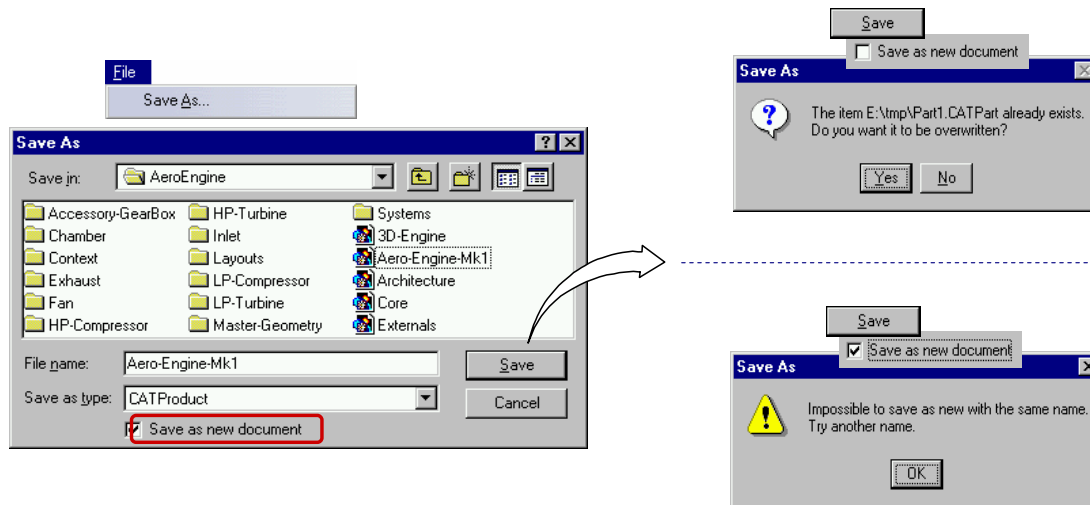 File
Save As...
Save As
Save in:
AeroEngine
Accessory-GearBox
HP-Turbine
Systems
Chamber
Inlet
3D-Engine
Context
Layouts
Aero-Engine-Mk1
Exhaust
LP-Compressor
Architecture
Fan
LP-Turbine
Core
HP-Compressor
Master-Geometry
Externals
File name:
Aero-Engine-Mk1
Save
Save as type:
CATProduct
Cancel
Save as new document
Save
Save as new document
Save As
The item E:\tmp\Part1.CATPart already exists.
Do you want it to be overwritten?
Yes
No
Save
Save as new document
Save As
Impossible to save as new with the same name.
Try another name.
OK